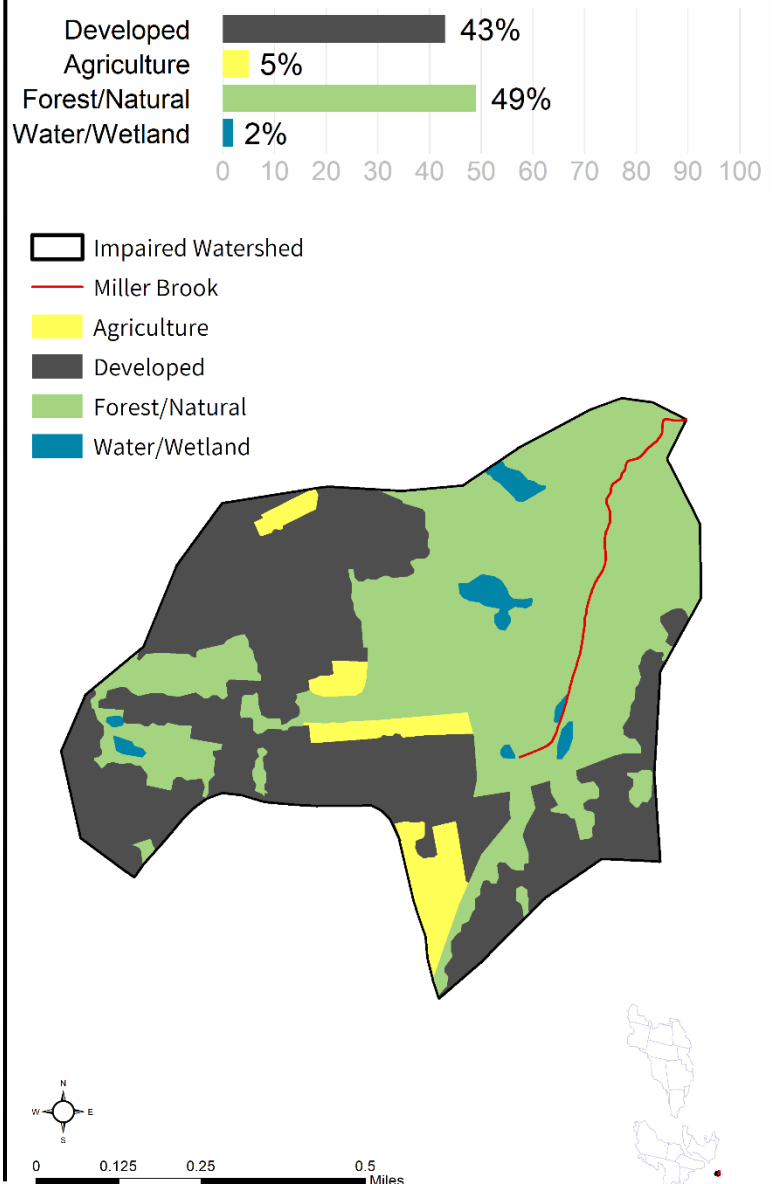 Developed 43%
Agriculture 5%
Forest/Natural 49%
Water/Wetland 2%
0 10 20 30 40 50 60 70 80 90 100
Impaired Watershed
Miller Brook
Agriculture
Developed
Forest/Natural
Water/Wetland
N
W E
S
0 0.125 0.25 0.5
Miles